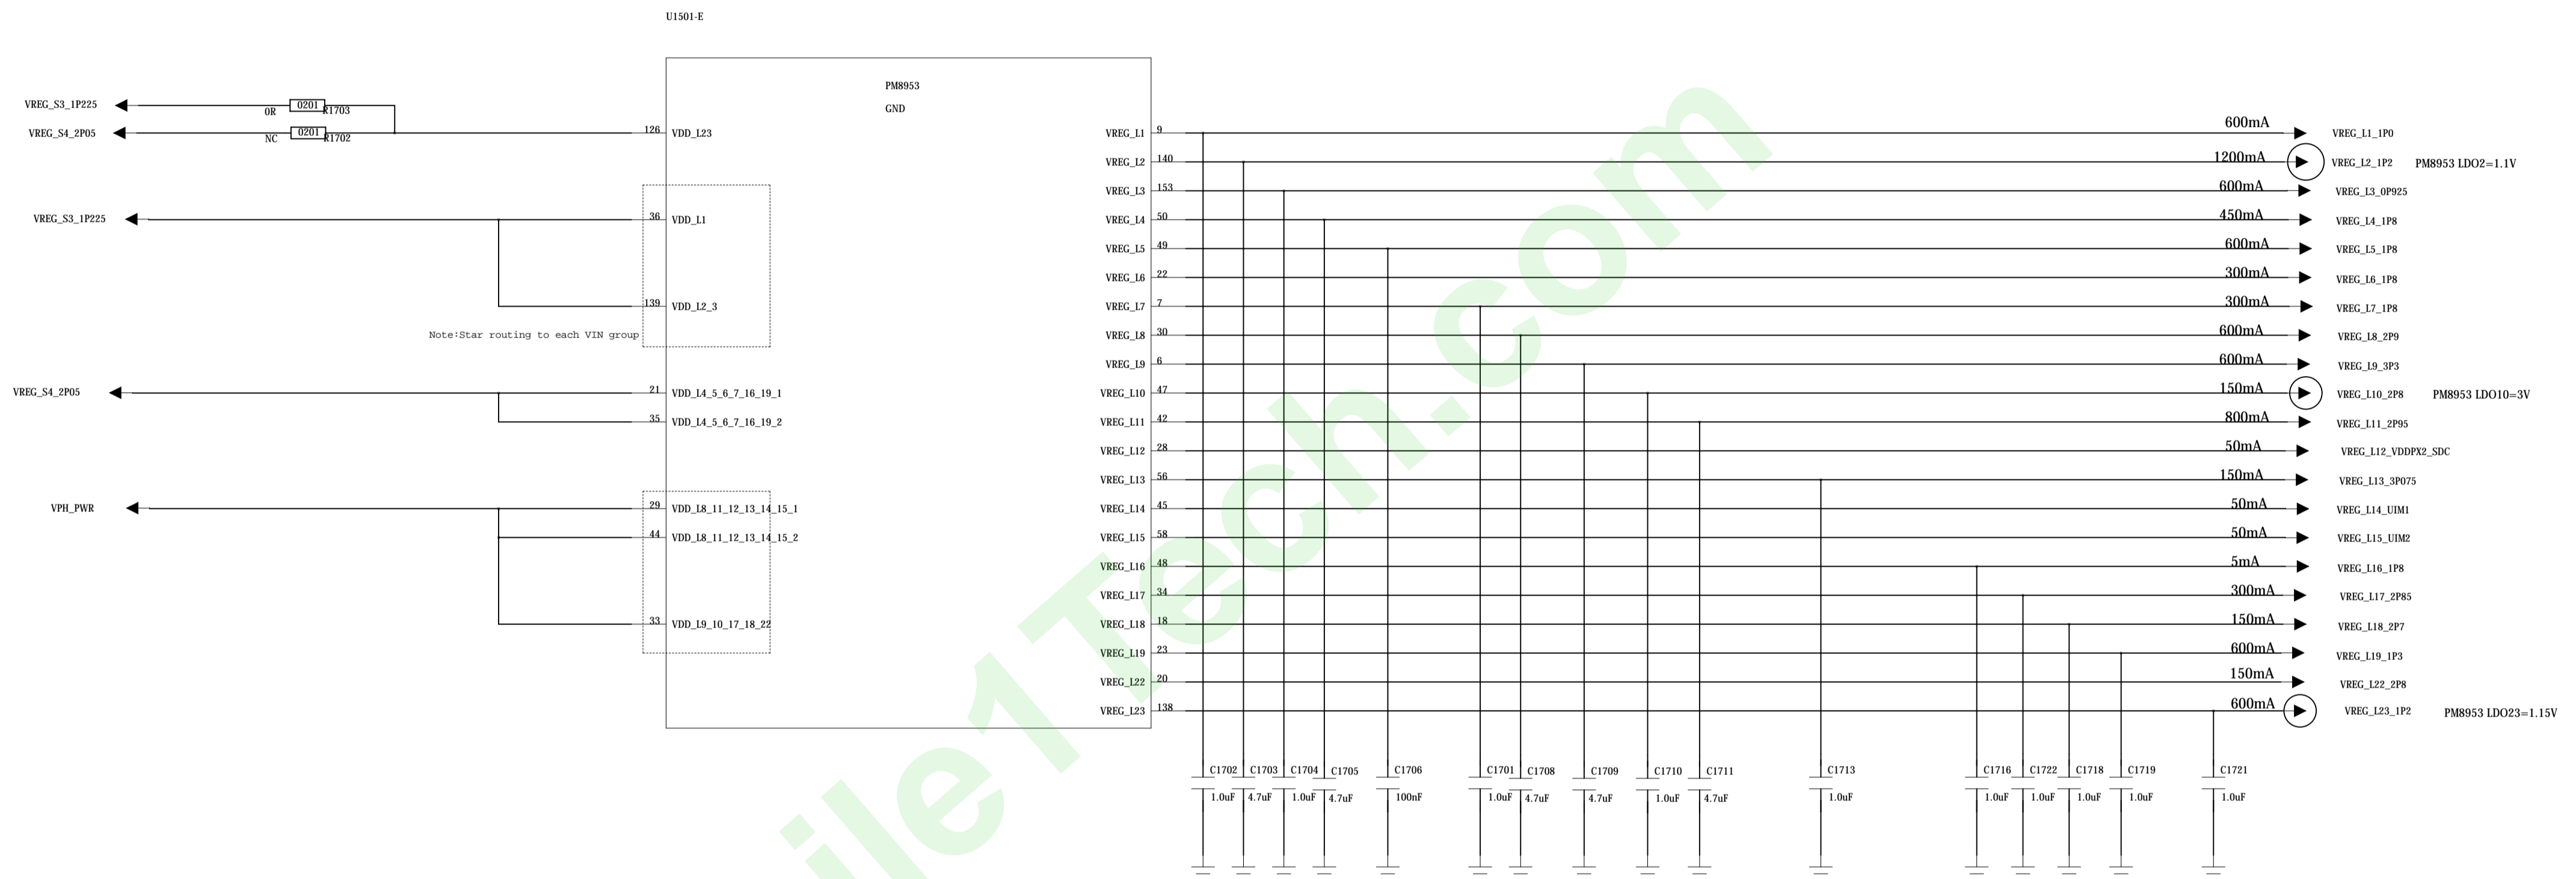 U1501-E
PM8953
GND
VREG_S3_1P225
0R
0201
R1703
VREG_S4_2P05
NC
0201
R1702
126
VDD_L23
VREG_S3_1P225
36
VDD_L1
139
VDD_L2_3
Note:Star routing to each VIN group
VREG_S4_2P05
21
VDD_L4_5_6_7_16_19_1
35
VDD_L4_5_6_7_16_19_2
VPH_PWR
29
VDD_L8_11_12_13_14_15_1
44
VDD_L8_11_12_13_14_15_2
33
VDD_L9_10_17_18_22
VREG_L1 9 600mA VREG_L1_1P0
VREG_L2 140 1200mA VREG_L2_1P2 PM8953 LDO2=1.1V
VREG_L3 153 600mA VREG_L3_0P925
VREG_L4 50 450mA VREG_L4_1P8
VREG_L5 49 600mA VREG_L5_1P8
VREG_L6 22 300mA VREG_L6_1P8
VREG_L7 7 300mA VREG_L7_1P8
VREG_L8 30 600mA VREG_L8_2P9
VREG_L9 6 600mA VREG_L9_3P3
VREG_L10 47 150mA VREG_L10_2P8 PM8953 LDO10=3V
VREG_L11 42 800mA VREG_L11_2P95
VREG_L12 28 50mA VREG_L12_VDDPX2_SDC
VREG_L13 56 150mA VREG_L13_3P075
VREG_L14 45 50mA VREG_L14_UIM1
VREG_L15 58 50mA VREG_L15_UIM2
VREG_L16 48 5mA VREG_L16_1P8
VREG_L17 34 300mA VREG_L17_2P85
VREG_L18 18 150mA VREG_L18_2P7
VREG_L19 23 600mA VREG_L19_1P3
VREG_L22 20 150mA VREG_L22_2P8
VREG_L23 138 600mA VREG_L23_1P2 PM8953 LDO23=1.15V
C1702 C1703 C1704 C1705 C1706 C1701 C1708 C1709 C1710 C1711 C1713 C1716 C1722 C1718 C1719 C1721
1.0uF 4.7uF 1.0uF 4.7uF 100nF 1.0uF 4.7uF 4.7uF 1.0uF 4.7uF 1.0uF 1.0uF 1.0uF 1.0uF 1.0uF 1.0uF
ile1Tech.com